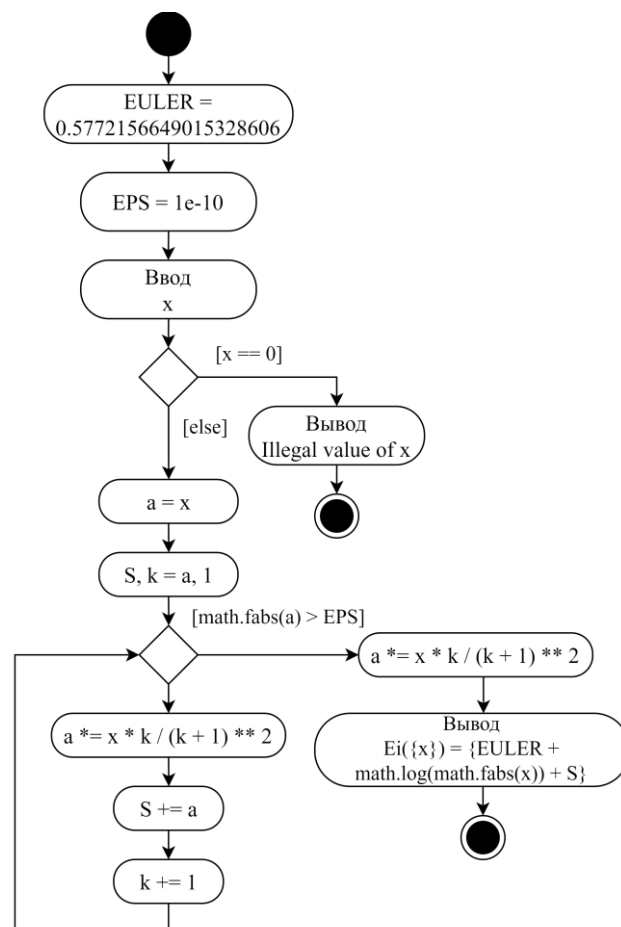 EULER =
0.5772156649015328606
EPS = 1e-10
Ввод
x
[x == 0]
[else]
Вывод
Illegal value of x
a = x
S, k = a, 1
[math.fabs(a) > EPS]
a *= x * k / (k + 1) ** 2
a *= x * k / (k + 1) ** 2
Вывод
Ei({x}) = {EULER +
math.log(math.fabs(x)) + S}
S += a
k += 1